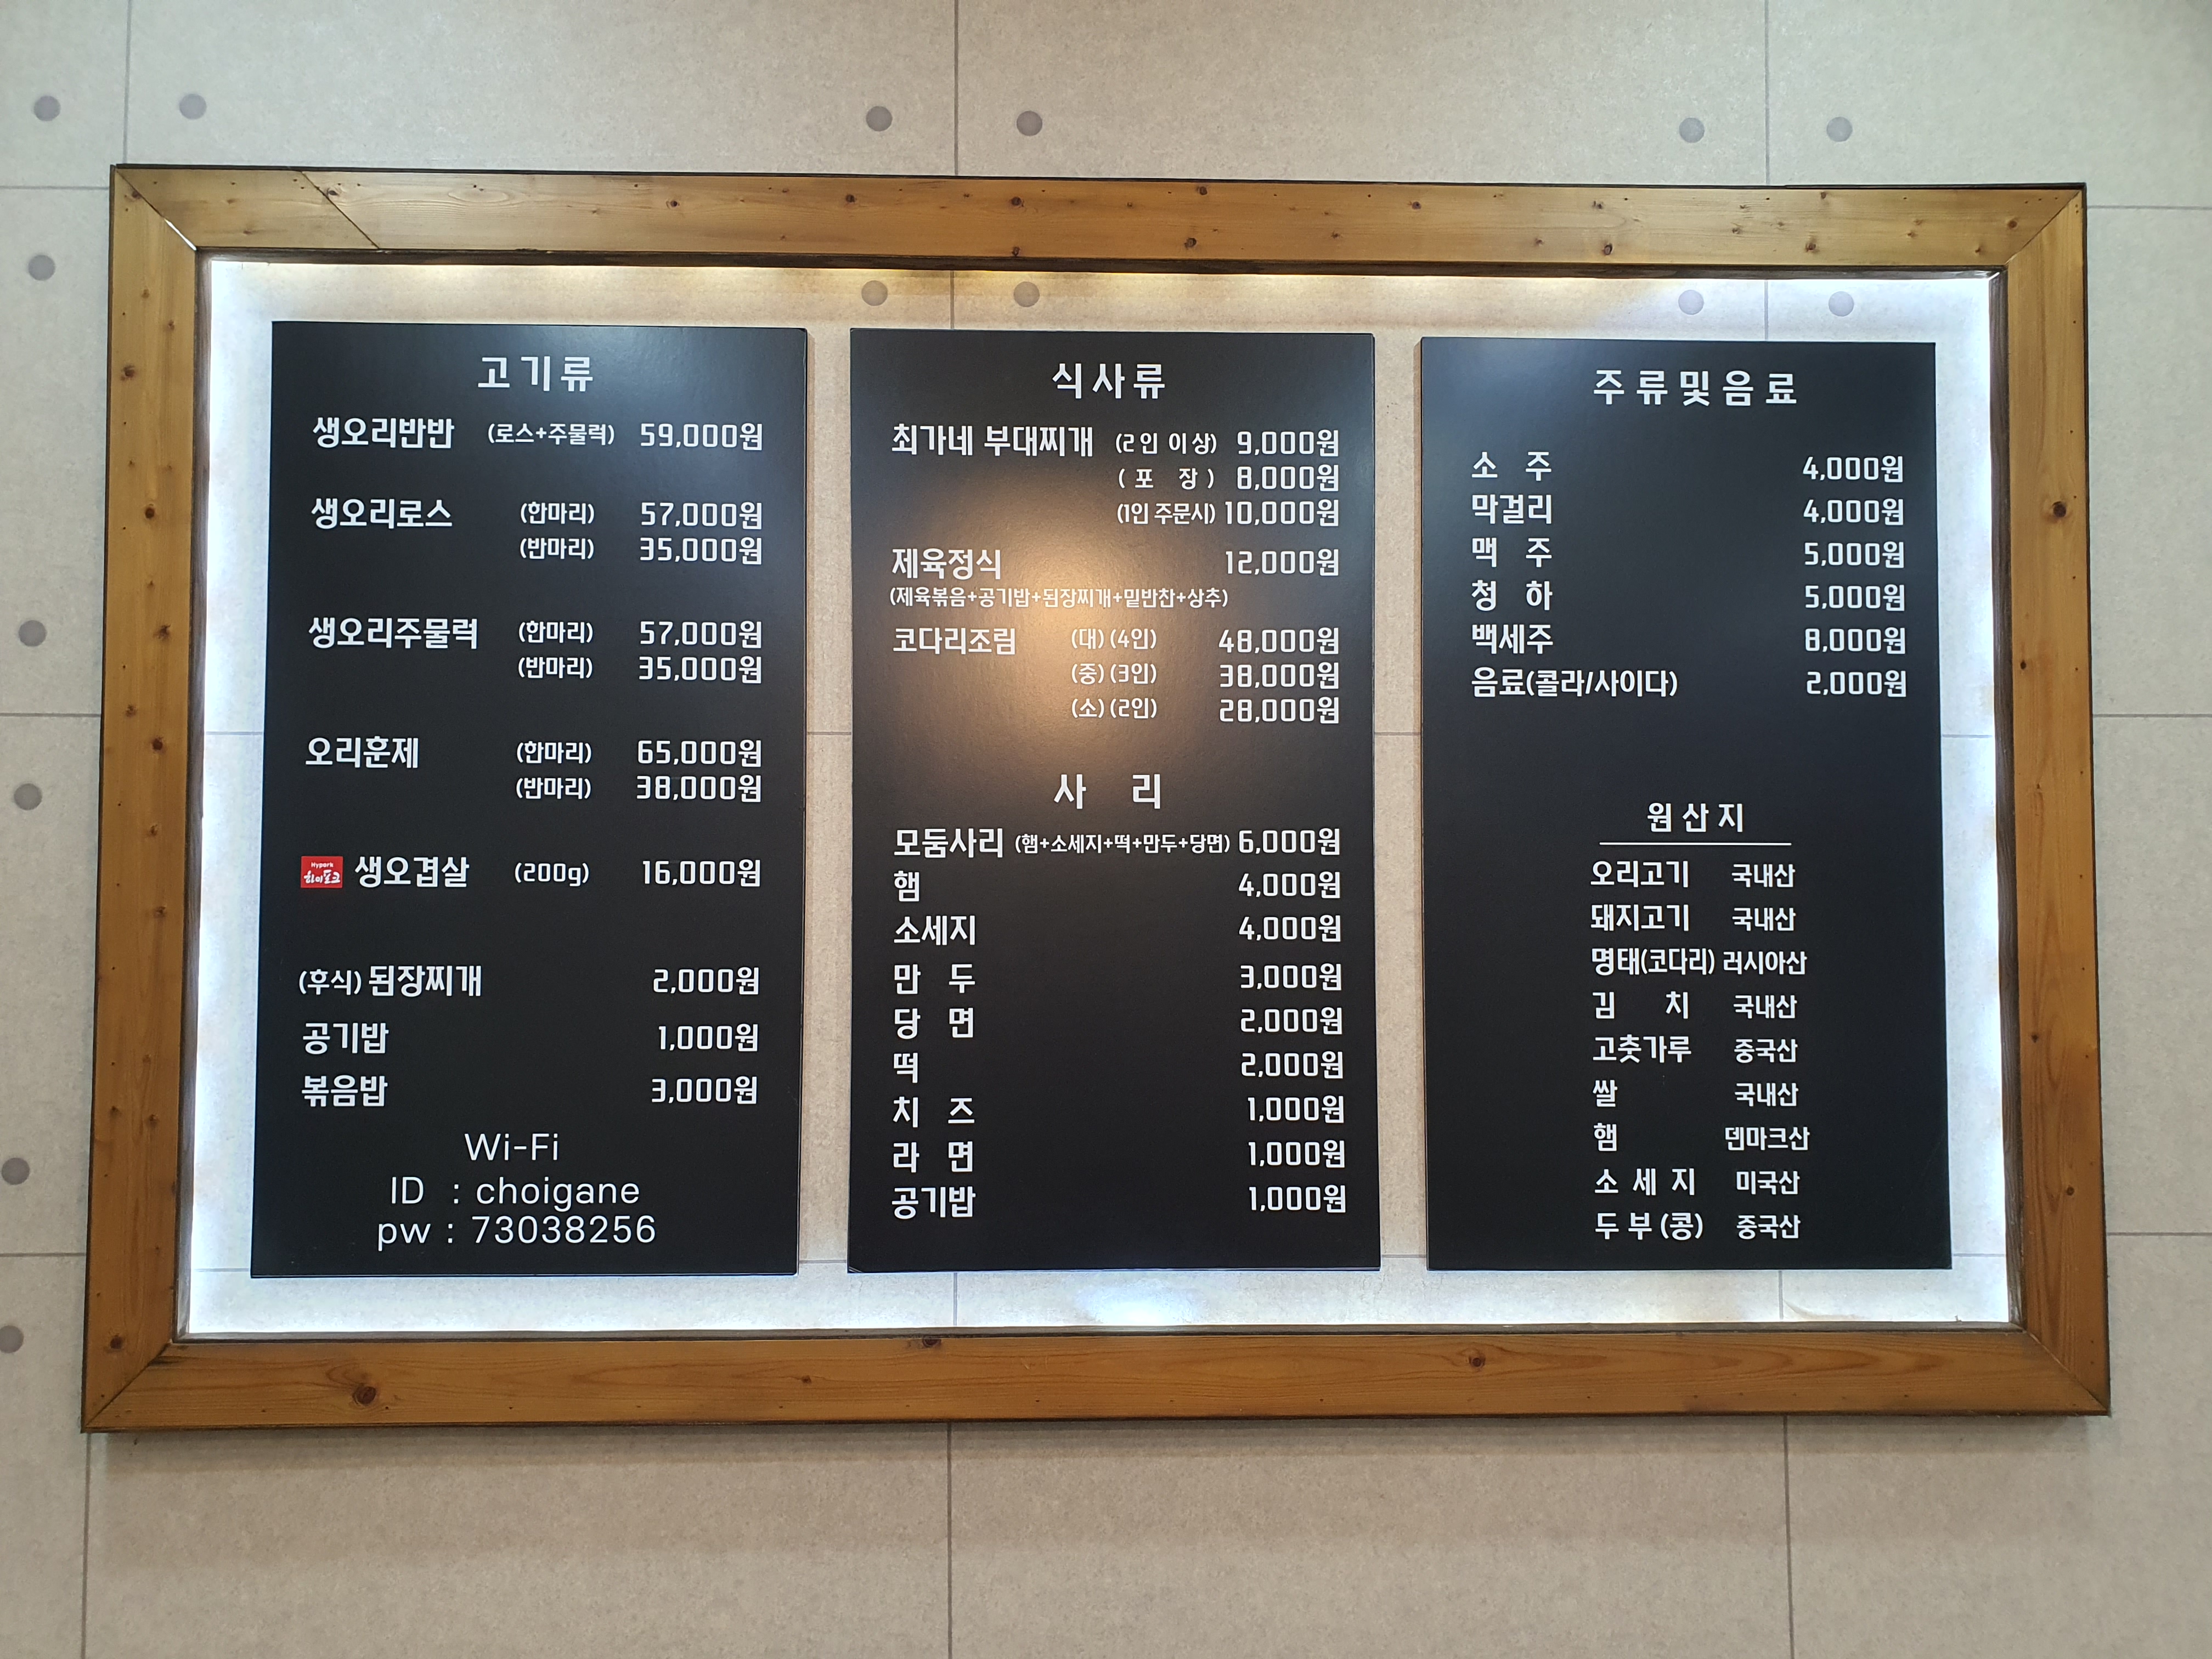 고기류
생오리반반 (로스+주물럭) 59,000원
생오리로스 (한마리) 57,000원
(반마리) 35,000원
생오리주물럭 (한마리) 57,000원
(반마리) 35,000원
오리훈제 (한마리) 65,000원
(반마리) 38,000원
Hypork
하이포크 생오겹살 (200g) 16,000원
(후식) 된장찌개 2,000원
공기밥 1,000원
볶음밥 3,000원
Wi-Fi
ID : choigane
pw : 73038256
식사류
최가네 부대찌개 (2인 이상) 9,000원
(포 장) 8,000원
(1인 주문시) 10,000원
제육정식 12,000원
(제육볶음+공기밥+된장찌개+밑반찬+상추)
코다리조림 (대) (4인) 48,000원
(중) (3인) 38,000원
(소) (2인) 28,000원
사 리
모둠사리 (햄+소세지+떡+만두+당면) 6,000원
햄 4,000원
소세지 4,000원
만 두 3,000원
당 면 2,000원
떡 2,000원
치 즈 1,000원
라 면 1,000원
공기밥 1,000원
주류및음료
소 주 4,000원
막걸리 4,000원
맥 주 5,000원
청 하 5,000원
백세주 8,000원
음료(콜라/사이다) 2,000원
원산지
오리고기 국내산
돼지고기 국내산
명태(코다리) 러시아산
김 치 국내산
고춧가루 중국산
쌀 국내산
햄 덴마크산
소 세 지 미국산
두 부 (콩) 중국산